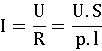 I = U/R = U.S/p.l